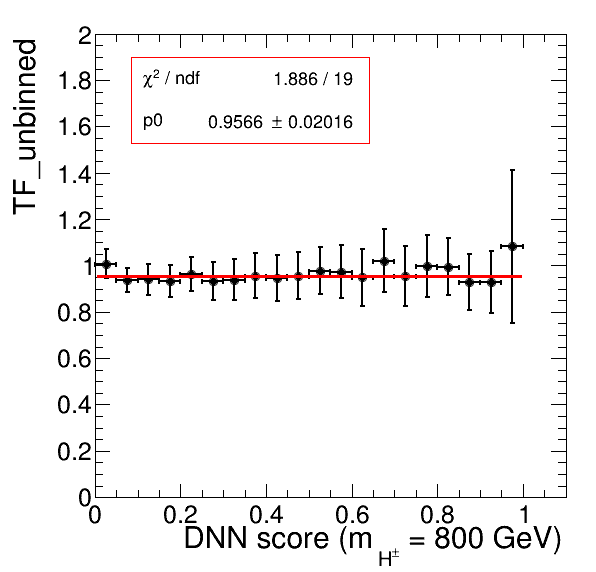 TF_unbinned
2
1.8
1.6
1.4
1.2
1
0.8
0.6
0.4
0.2
0
χ² / ndf 1.886 / 19
p0 0.9566 ± 0.02016
0 0.2 0.4 0.6 0.8 1
DNN score (m_{H^±} = 800 GeV)